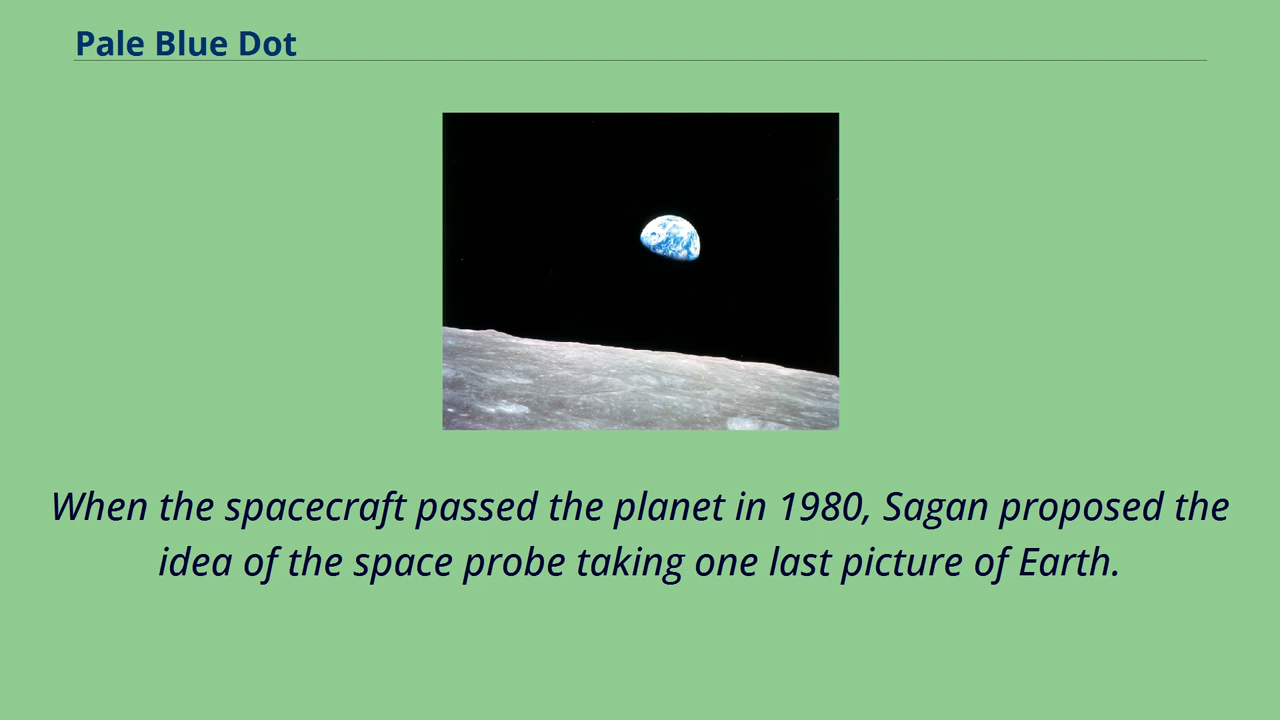 Pale Blue Dot
When the spacecraft passed the planet in 1980, Sagan proposed the
idea of the space probe taking one last picture of Earth.